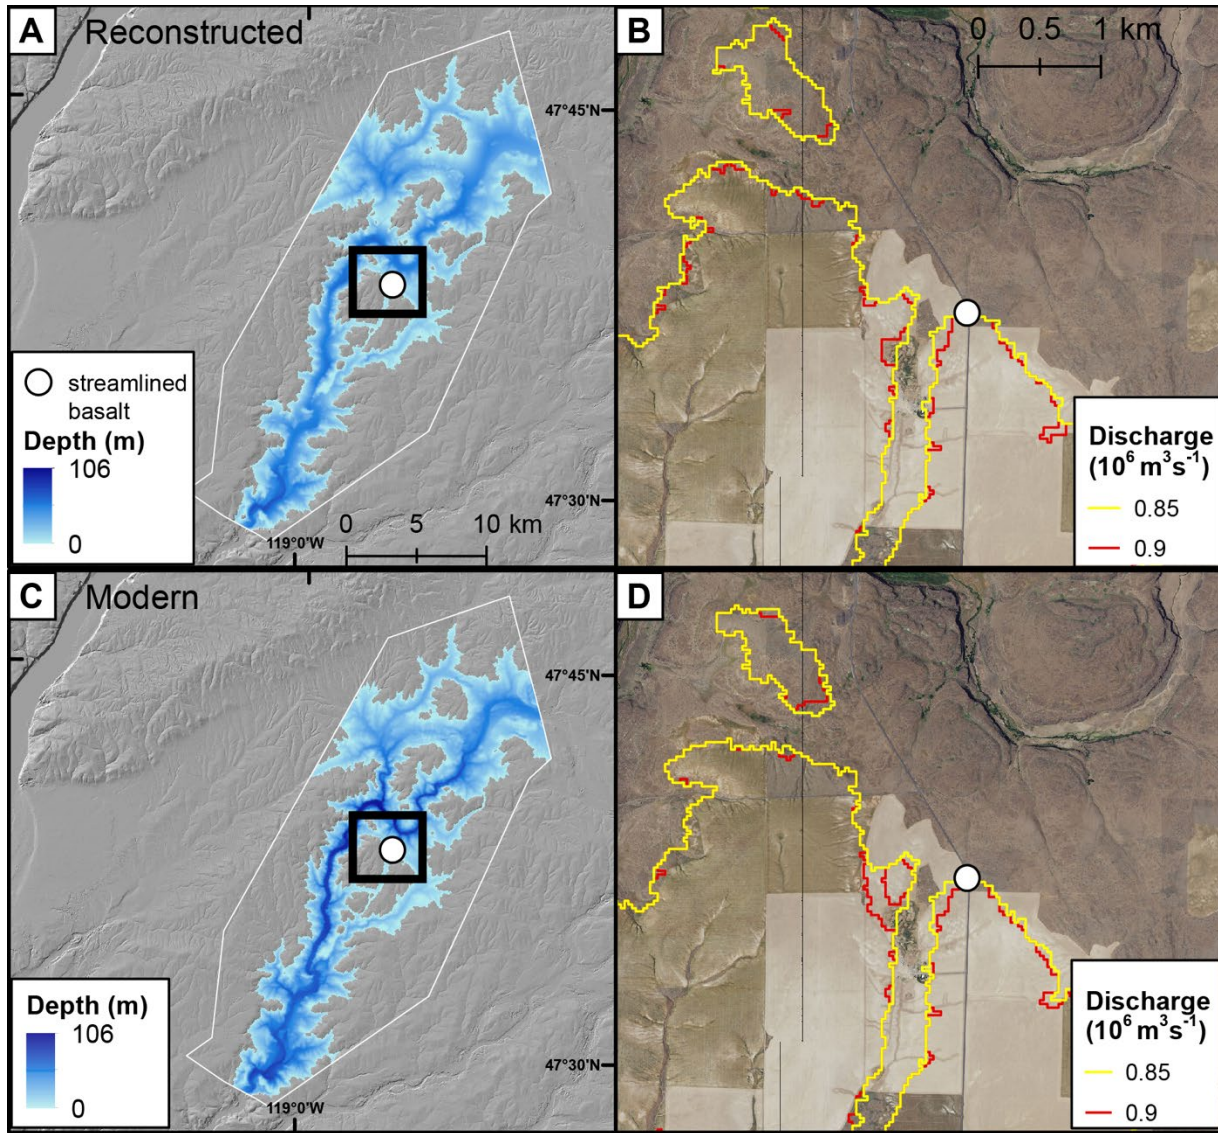 A Reconstructed
47°45'N
streamlined
basalt
Depth (m)
106
0
47°30'N
0 5 10 km
119°0'W
B
0 0.5 1 km
Discharge
(10⁶ m³s⁻¹)
0.85
0.9
C Modern
47°45'N
Depth (m)
106
0
47°30'N
119°0'W
D
Discharge
(10⁶ m³s⁻¹)
0.85
0.9